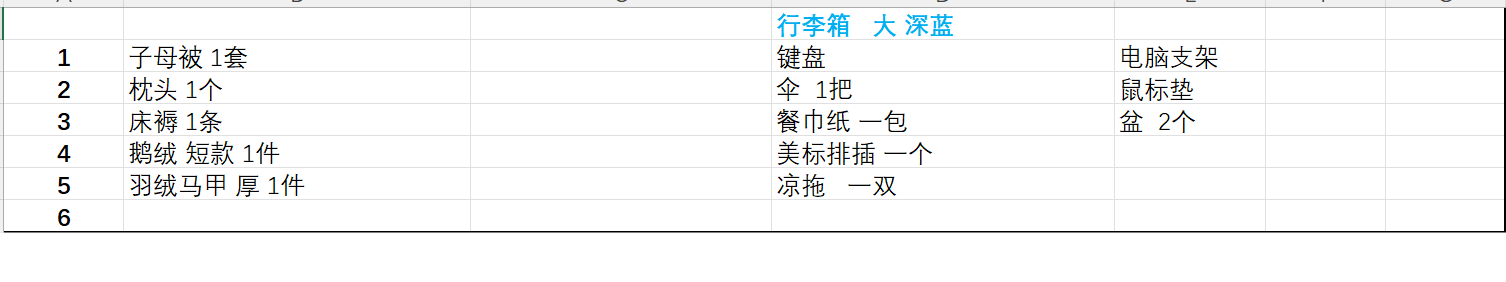 行李箱   大 深蓝
1 子母被 1套 键盘 电脑支架
2 枕头 1个 伞  1把 鼠标垫
3 床褥 1条 餐巾纸 一包 盆  2个
4 鹅绒 短款 1件 美标排插 一个
5 羽绒马甲 厚 1件 凉拖   一双
6